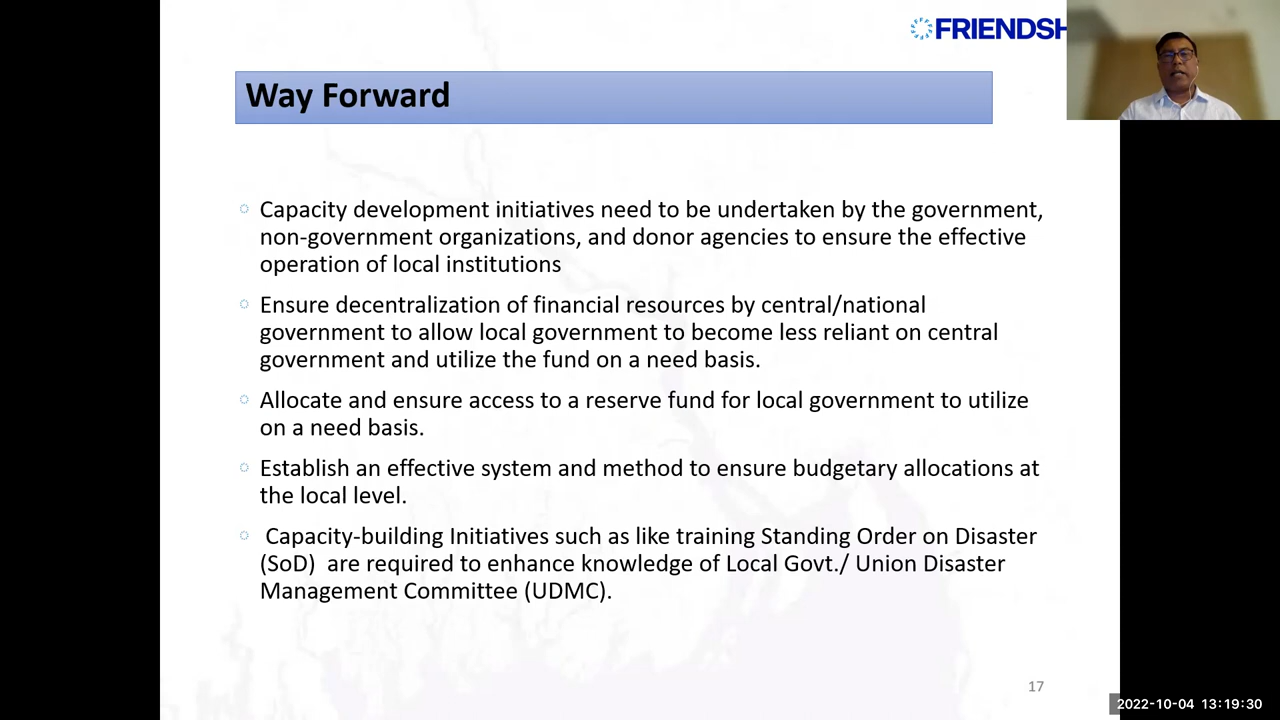 FRIENDSH
Way Forward
Capacity development initiatives need to be undertaken by the government,
non-government organizations, and donor agencies to ensure the effective
operation of local institutions
Ensure decentralization of financial resources by central/national
government to allow local government to become less reliant on central
government and utilize the fund on a need basis.
Allocate and ensure access to a reserve fund for local government to utilize
on a need basis.
Establish an effective system and method to ensure budgetary allocations at
the local level.
Capacity-building Initiatives such as like training Standing Order on Disaster
(SoD)  are required to enhance knowledge of Local Govt./ Union Disaster
Management Committee (UDMC).
17
2022-10-04 13:19:30